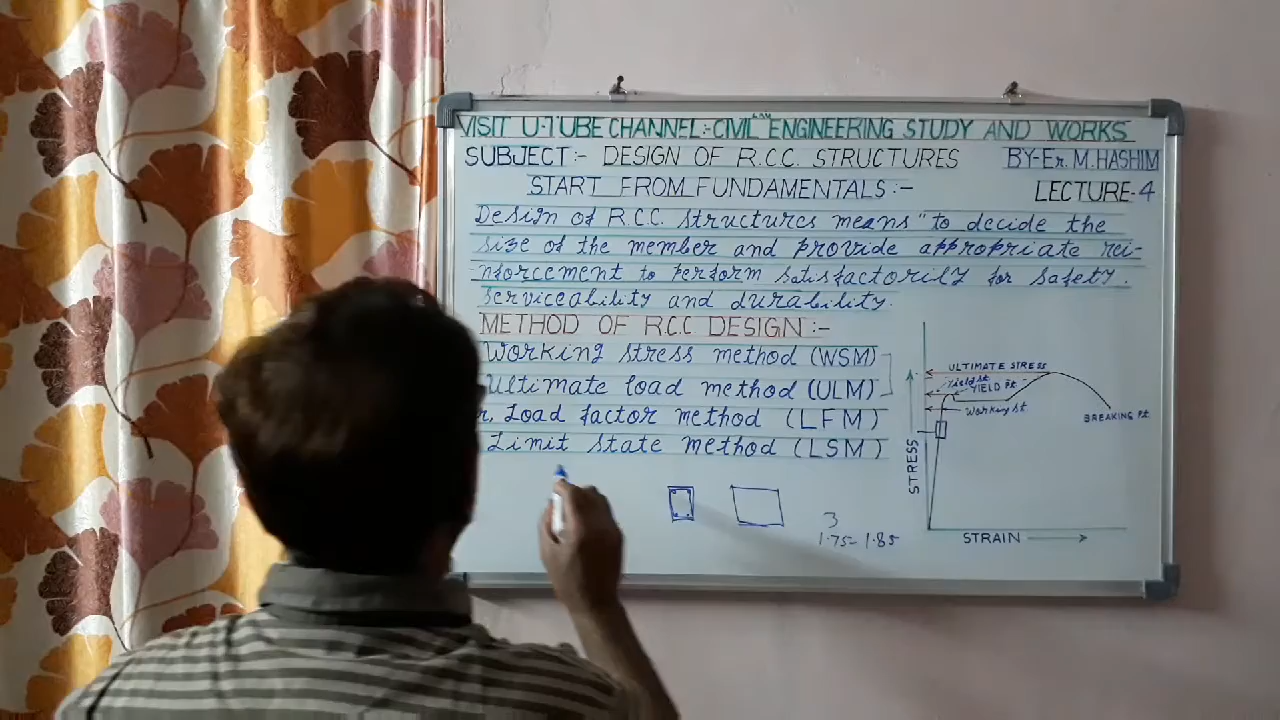 VISIT U-TUBE CHANNEL:- CIVIL ENGINEERING STUDY AND WORKS
SUBJECT:- DESIGN OF R.C.C. STRUCTURES BY-Er. M.HASHIM
START FROM FUNDAMENTALS:- LECTURE-4
Design of R.C.C. structures means "to decide the
size of the member and provide appropriate rei-
nforcement to perform satisfactorily for safety.
serviceability and durability.
METHOD OF R.C.C DESIGN:-
Working stress method (WSM)
Ultimate load method (ULM)
r, Load factor method (LFM)
Limit State method (LSM)
ULTIMATE STRESS
Yield st.
YIELD Pt.
Working st.
BREAKING Pt.
STRESS
STRAIN
3
1.75- 1.85